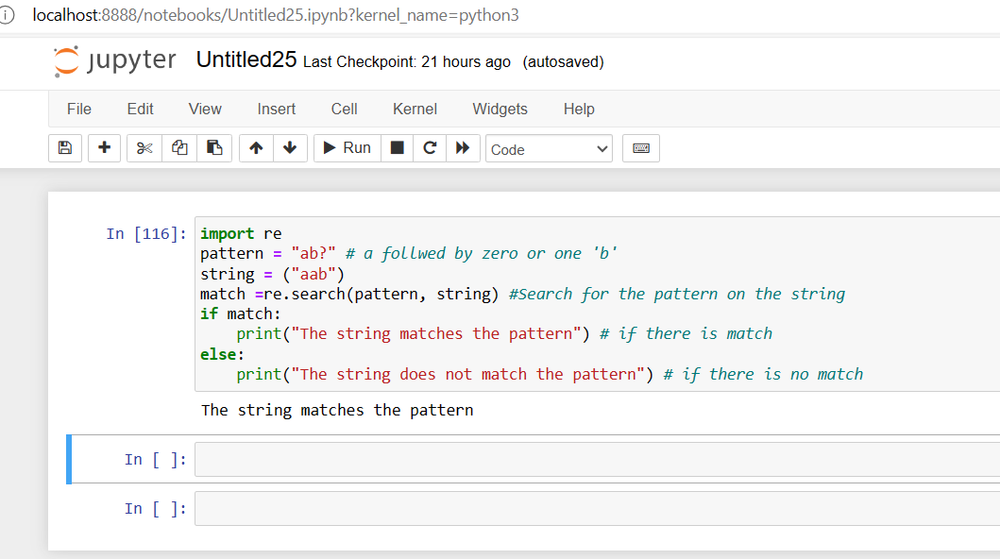 localhost:8888/notebooks/Untitled25.ipynb?kernel_name=python3
jupyter Untitled25 Last Checkpoint: 21 hours ago (autosaved)
File Edit View Insert Cell Kernel Widgets Help
Run Code
In [116]: import re
pattern = "ab?" # a follwed by zero or one 'b'
string = ("aab")
match =re.search(pattern, string) #Search for the pattern on the string
if match:
    print("The string matches the pattern") # if there is match
else:
    print("The string does not match the pattern") # if there is no match
The string matches the pattern
In [ ]:
In [ ]: